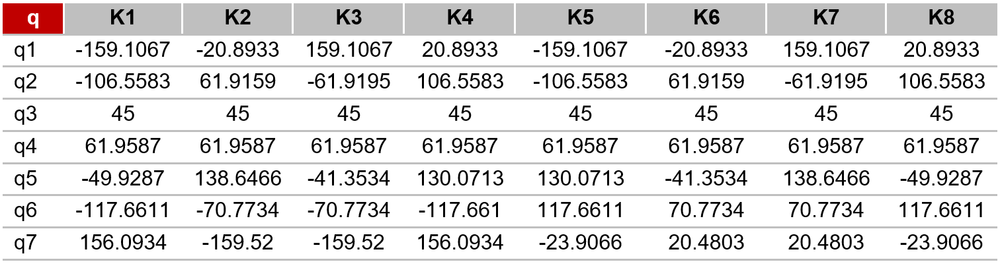 q K1 K2 K3 K4 K5 K6 K7 K8
q1 -159.1067 -20.8933 159.1067 20.8933 -159.1067 -20.8933 159.1067 20.8933
q2 -106.5583 61.9159 -61.9195 106.5583 -106.5583 61.9159 -61.9195 106.5583
q3 45 45 45 45 45 45 45 45
q4 61.9587 61.9587 61.9587 61.9587 61.9587 61.9587 61.9587 61.9587
q5 -49.9287 138.6466 -41.3534 130.0713 130.0713 -41.3534 138.6466 -49.9287
q6 -117.6611 -70.7734 -70.7734 -117.661 117.6611 70.7734 70.7734 117.6611
q7 156.0934 -159.52 -159.52 156.0934 -23.9066 20.4803 20.4803 -23.9066